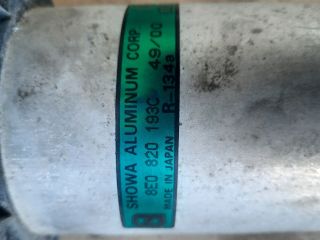 SHOWA ALUMINUM CORP
8E0 820 193C 49/00
MADE IN JAPAN R-134a